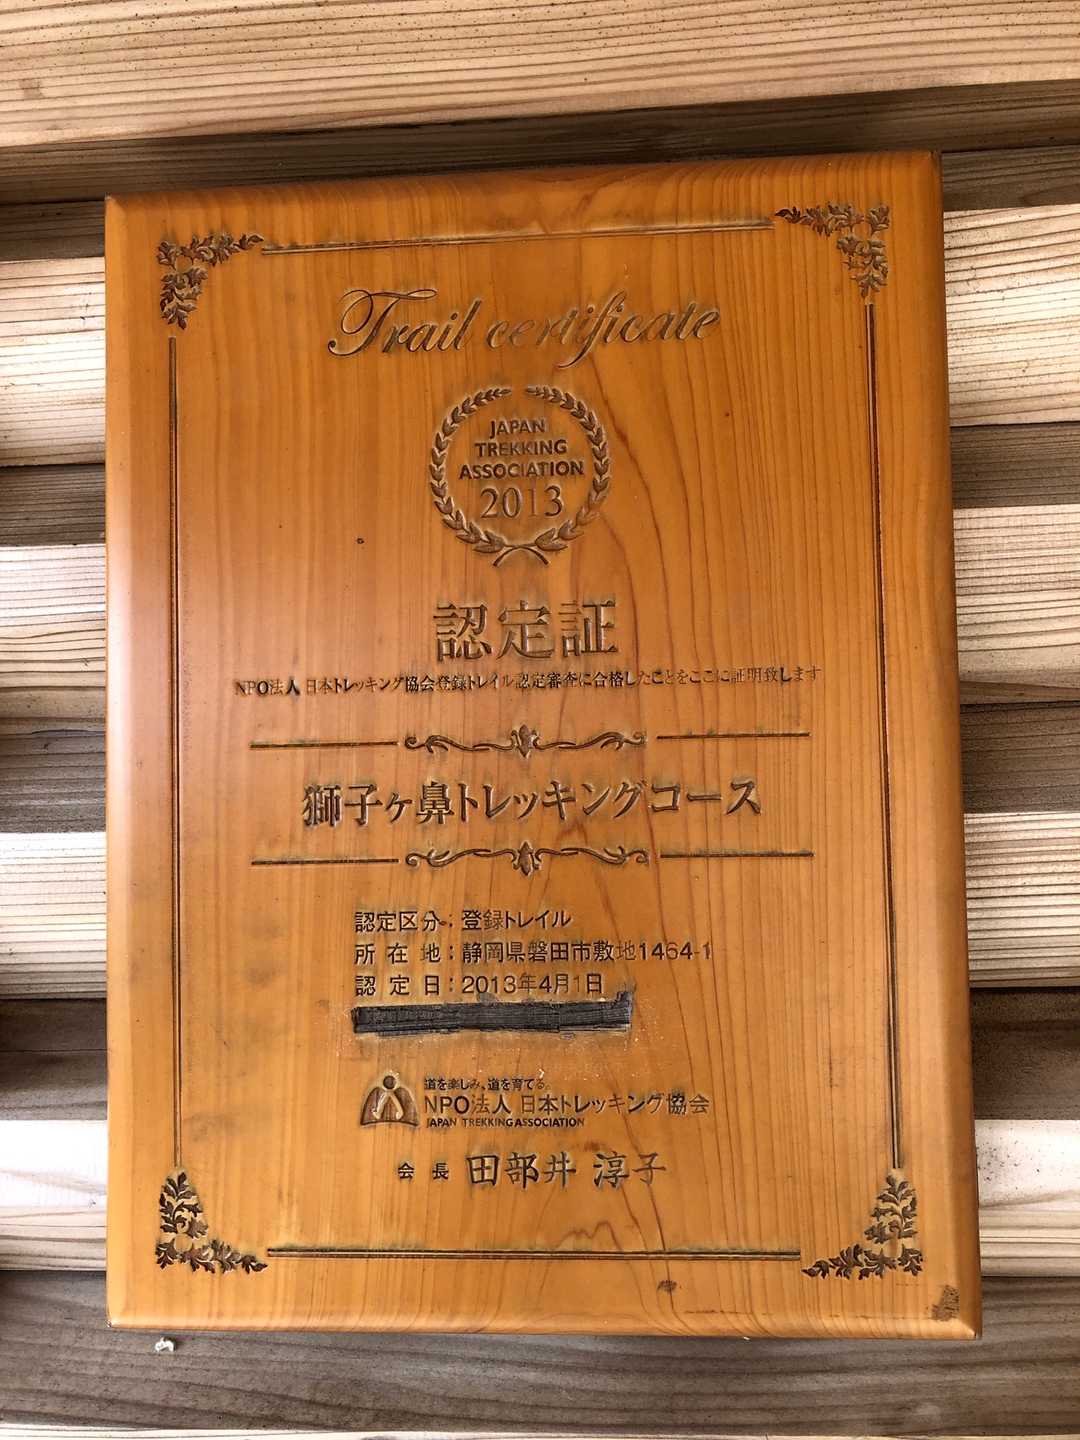 Trail certificate
JAPAN
TREKKING
ASSOCIATION
2013
認定証
NPO法人 日本トレッキング協会登録トレイル認定審査に合格したことをここに証明致します
獅子ヶ鼻トレッキングコース
認定区分：登録トレイル
所在地：静岡県磐田市敷地1464-1
認定日：2013年4月1日
道を楽しみ、道を育てる。
NPO法人 日本トレッキング協会
JAPAN TREKKING ASSOCIATION
会長 田部井 淳子